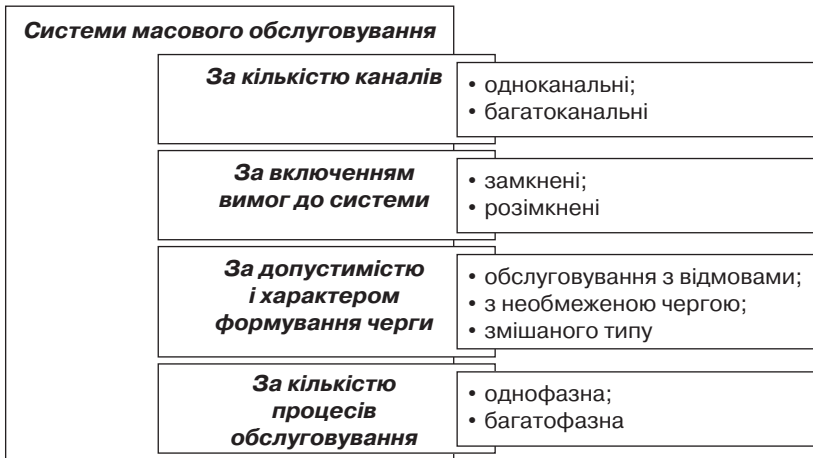 Системи масового обслуговування
За кількістю каналів
• одноканальні;
• багатоканальні
За включенням
вимог до системи
• замкнені;
• розімкнені
За допустимістю
і характером
формування черги
• обслуговування з відмовами;
• з необмеженою чергою;
• змішаного типу
За кількістю
процесів
обслуговування
• однофазна;
• багатофазна